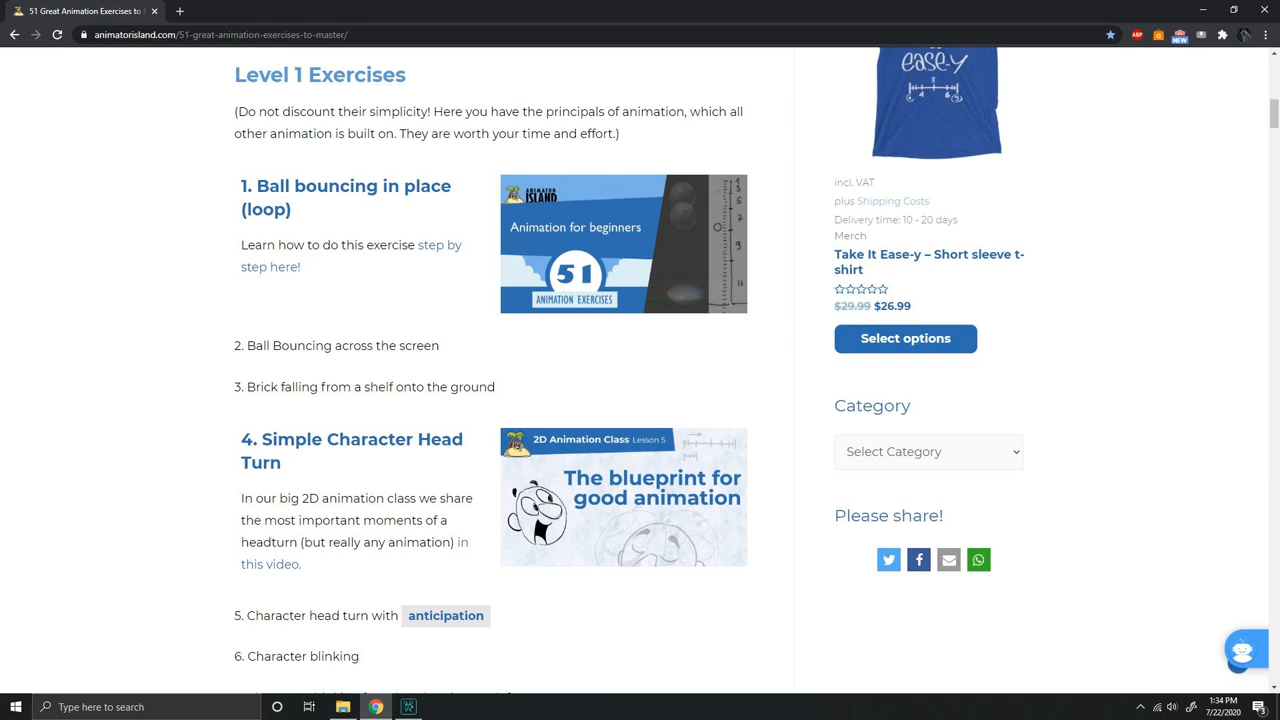 51 Great Animation Exercises to
animatorisland.com/51-great-animation-exercises-to-master/
ABP
NEW
Level 1 Exercises
(Do not discount their simplicity! Here you have the principals of animation, which all
other animation is built on. They are worth your time and effort.)
1. Ball bouncing in place
(loop)
Learn how to do this exercise step by
step here!
ANIMATOR
ISLAND
Animation for beginners
51
ANIMATION EXERCISES
2. Ball Bouncing across the screen
3. Brick falling from a shelf onto the ground
4. Simple Character Head
Turn
In our big 2D animation class we share
the most important moments of a
headturn (but really any animation) in
this video.
2D Animation Class Lesson 5
The blueprint for
good animation
5. Character head turn with anticipation
6. Character blinking
ease-y
incl. VAT
plus Shipping Costs
Delivery time: 10 - 20 days
Merch
Take It Ease-y – Short sleeve t-
shirt
$29.99 $26.99
Select options
Category
Select Category
Please share!
Type here to search
1:34 PM
7/22/2020
3